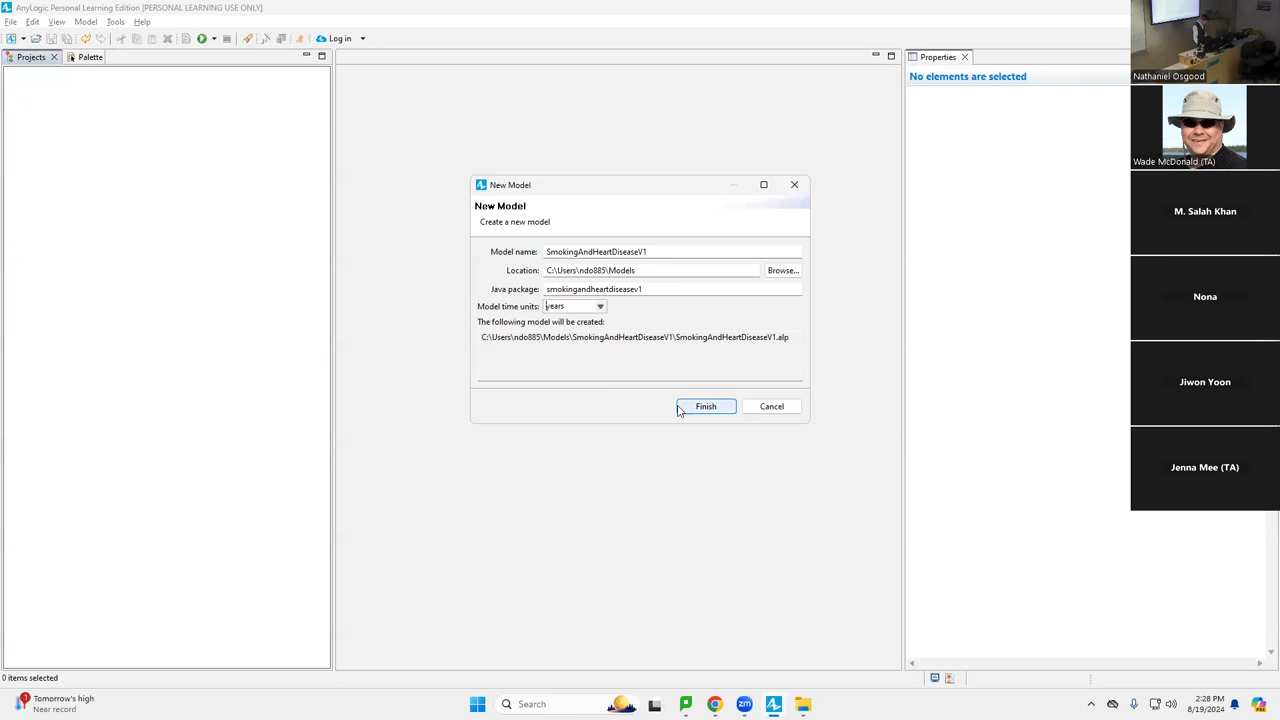 AnyLogic Personal Learning Edition [PERSONAL LEARNING USE ONLY]
File Edit View Model Tools Help
Log in
Projects Palette
Properties
No elements are selected
Nathaniel Osgood
Wade McDonald (TA)
M. Salah Khan
Nona
Jiwon Yoon
Jenna Mee (TA)
New Model
New Model
Create a new model
Model name: SmokingAndHeartDiseaseV1
Location: C:\Users\ndo885\Models Browse...
Java package: smokingandheartdiseasev1
Model time units: years
The following model will be created:
C:\Users\ndo885\Models\SmokingAndHeartDiseaseV1\SmokingAndHeartDiseaseV1.alp
Finish Cancel
0 items selected
1
Tomorrow's high
Near record
Search
zm
2:28 PM
8/19/2024